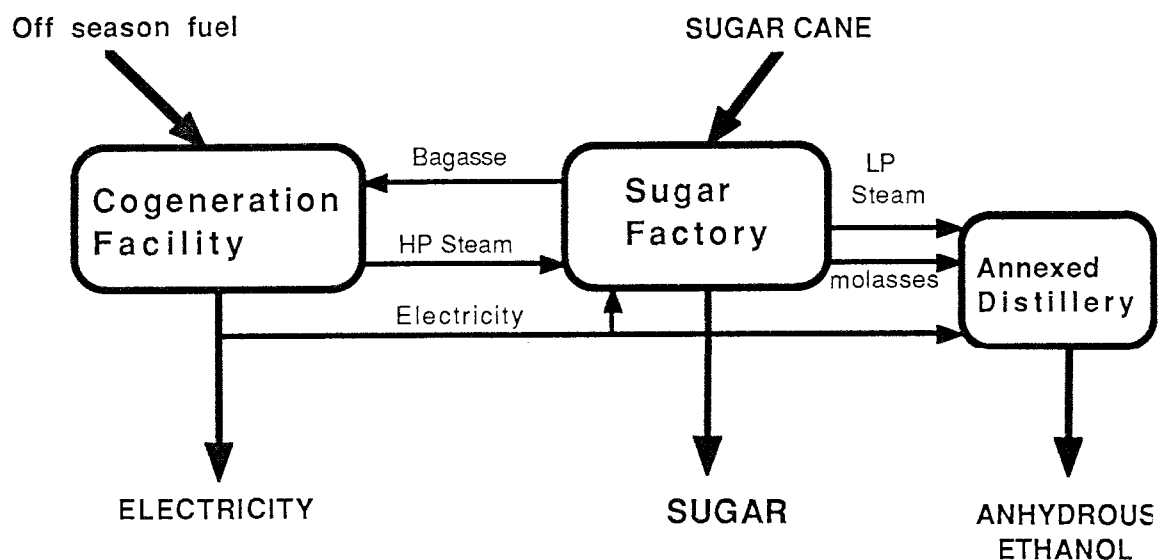 Off season fuel
SUGAR CANE
Bagasse
LP
Steam
Cogeneration
Facility
Sugar
Factory
HP Steam
molasses
Annexed
Distillery
Electricity
ELECTRICITY
SUGAR
ANHYDROUS
ETHANOL